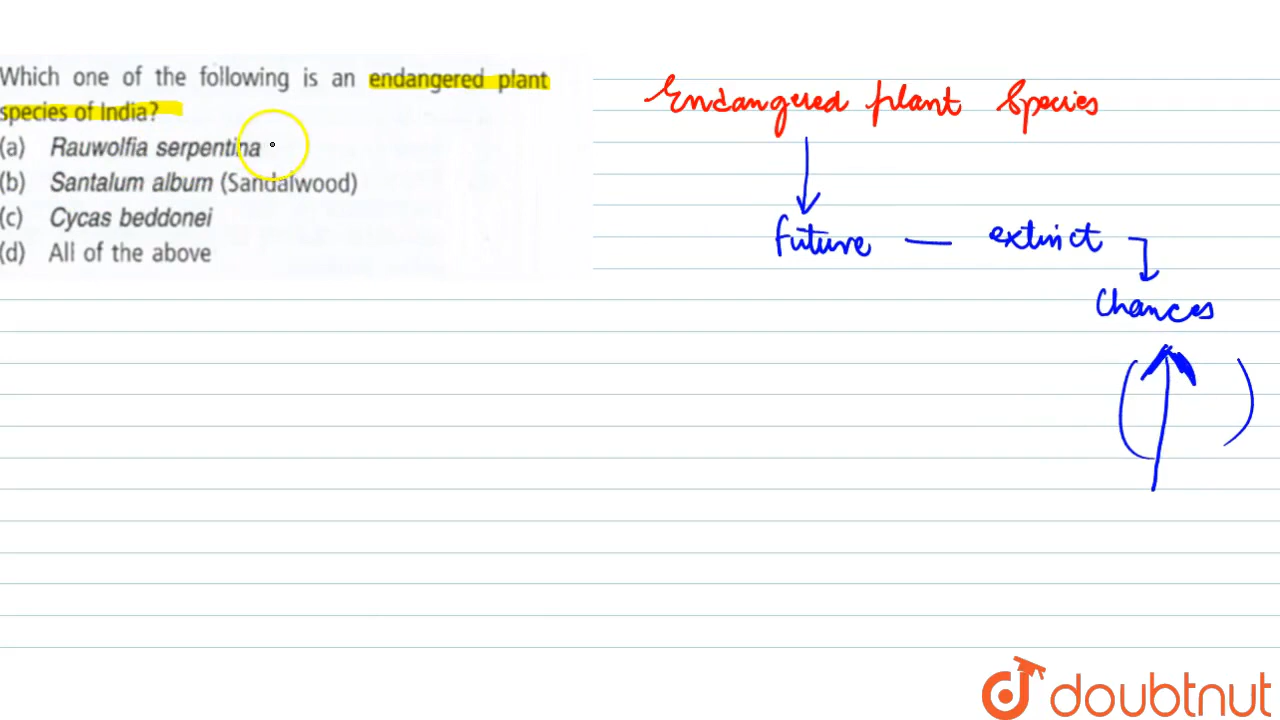 Which one of the following is an endangered plant
species of India?
(a) Rauwolfia serpentina
(b) Santalum album (Sandalwood)
(c) Cycas beddonei
(d) All of the above
Endangered plant Species
Future — extinct
Chances
doubtnut